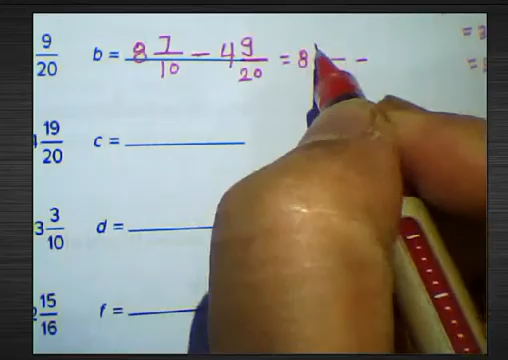 9/20 b = 8 7/10 − 4 9/20 = 8 −
19/20 c =
3 3/10 d =
15/16 f =